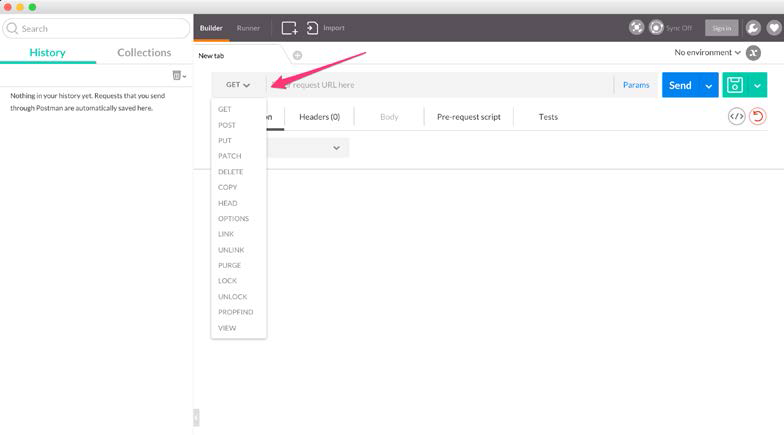 Builder
Runner
Import
Sync Off
Sign in
Search
History
Collections
New tab
No environment
Nothing in your history yet. Requests that you send
through Postman are automatically saved here.
GET
request URL here
Params
Send
Headers (0)
Body
Pre-request script
Tests
GET
POST
PUT
PATCH
DELETE
COPY
HEAD
OPTIONS
LINK
UNLINK
PURGE
LOCK
UNLOCK
PROPFIND
VIEW